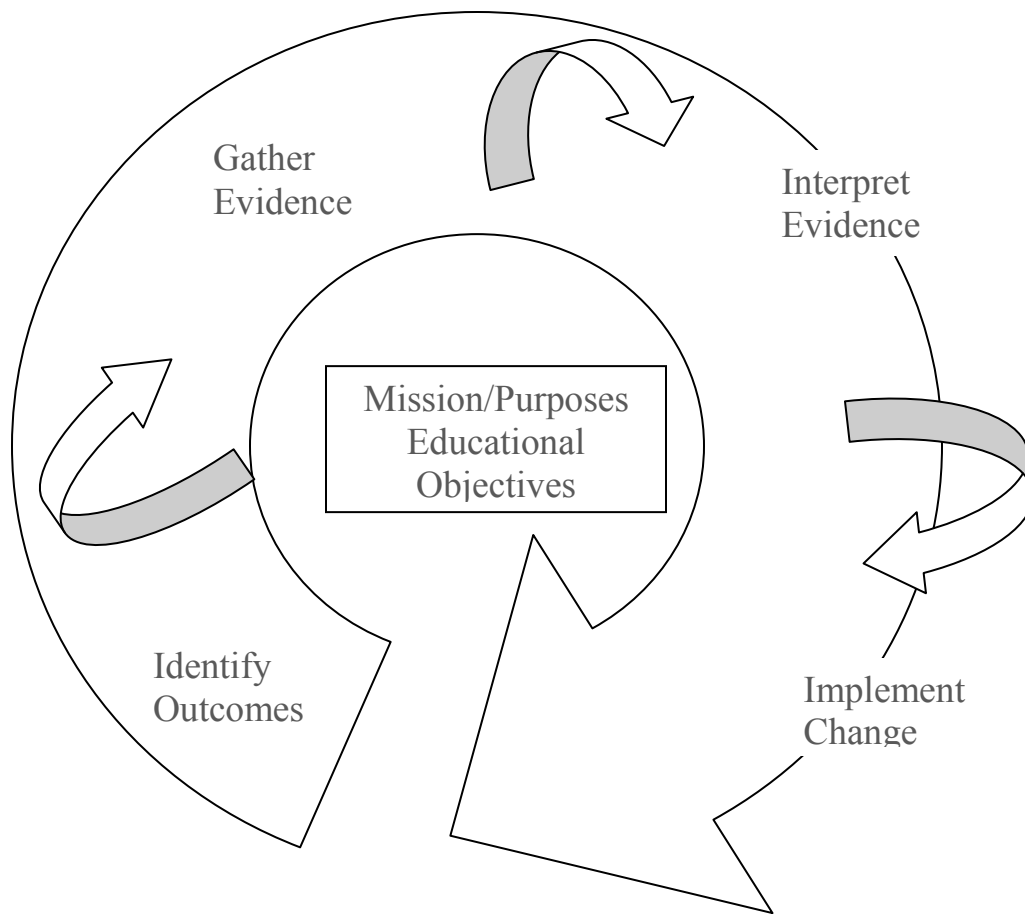 Gather
Evidence
Interpret
Evidence
Mission/Purposes
Educational
Objectives
Identify
Outcomes
Implement
Change